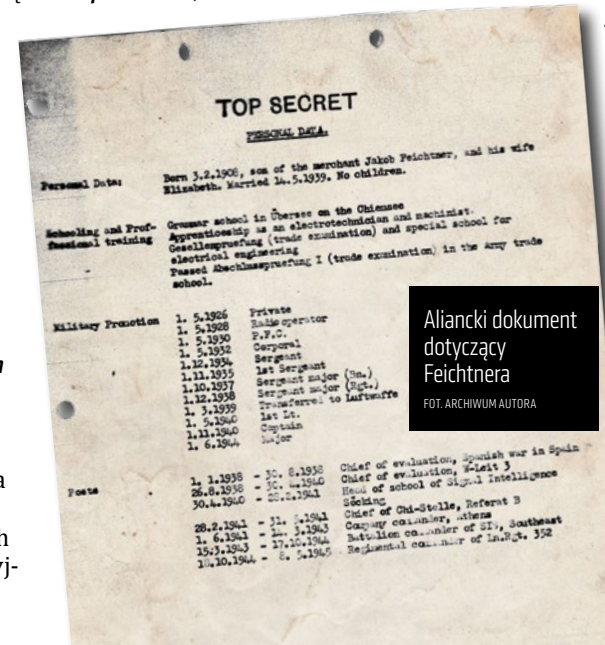 TOP SECRET
PERSONAL DATA.
Personal Data: Born 3.2.1908, son of the merchant Jakob Feichtner, and his wife
Elizabeth. Married 14.5.1939. No children.
Schooling and Prof- Grammar school in Übersee on the Chiemsee
fessional training Apprenticeship as an electrotechnician and machinist.
Gesellenpruefung (trade examination) and special school for
electrical engineering
Passed Abschlusspruefung I (trade examination) in the Army trade
school.
Military Promotion 1. 5.1926 Private
1. 5.1928 Radio operator
1. 5.1930 P.F.C.
1. 5.1932 Corporal
1.12.1934 Sergeant
1.11.1935 1st Sergeant
1.10.1937 Sergeant major (Bn.)
1.12.1938 Sergeant major (Rgt.)
1. 3.1939 Transferred to Luftwaffe
1. 5.1940 1st Lt.
1.11.1940 Captain
1. 6.1944 Major
Posts 1. 1.1938 - 30. 8.1938 Chief of evaluation, Spanish war in Spain
26.8.1938 - 30. 4.1940 Chief of evaluation, W-Leit 3
30.4.1940 - 28.2.1941 Head of school of Signal Intelligence
Söcking
28.2.1941 - 31. 5.1941 Chief of Chi-Stelle, Referat B
1. 6.1941 - 14. 3.1943 Company commander, Athens
15.3.1943 - 17.10.1944 Battalion commander of SIS, Southeast
18.10.1944 - 8. 5.1945 Regimental commander of Ln.Rgt. 352
Aliancki dokument
dotyczący
Feichtnera
FOT. ARCHIWUM AUTORA